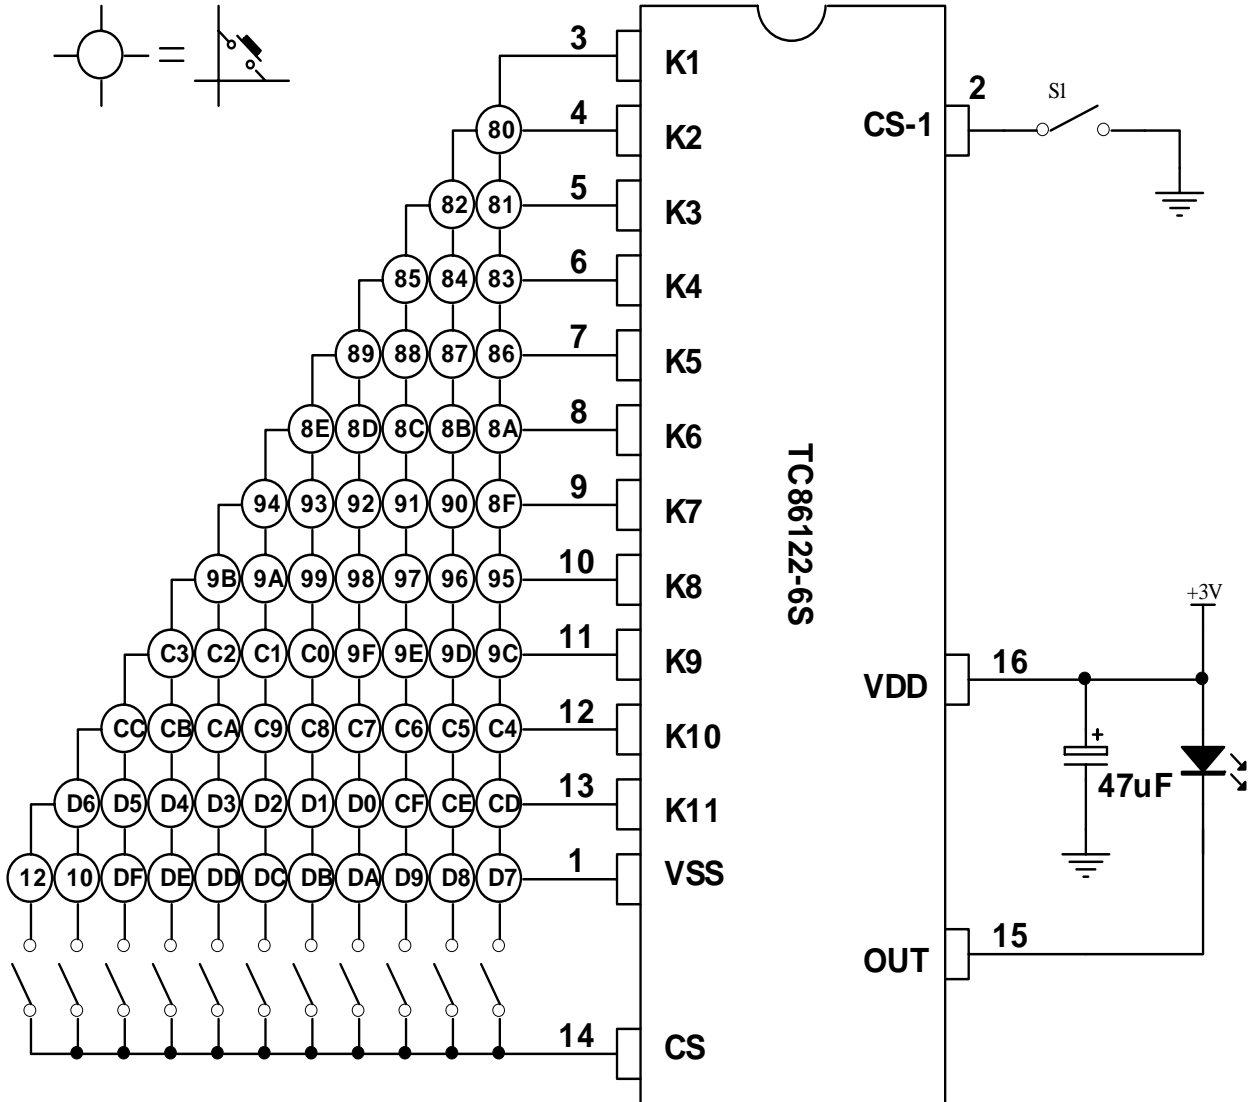 3 K1
2 S1
80 4 K2 CS-1
82 81 5 K3
85 84 83 6 K4
89 88 87 86 7 K5
8E 8D 8C 8B 8A 8 K6
94 93 92 91 90 8F 9 K7
TC86122-6S
9B 9A 99 98 97 96 95 10 K8
+3V
C3 C2 C1 C0 9F 9E 9D 9C 11 K9
VDD 16
CC CB CA C9 C8 C7 C6 C5 C4 12 K10
+
47uF
D6 D5 D4 D3 D2 D1 D0 CF CE CD 13 K11
12 10 DF DE DD DC DB DA D9 D8 D7 1 VSS
OUT 15
14 CS